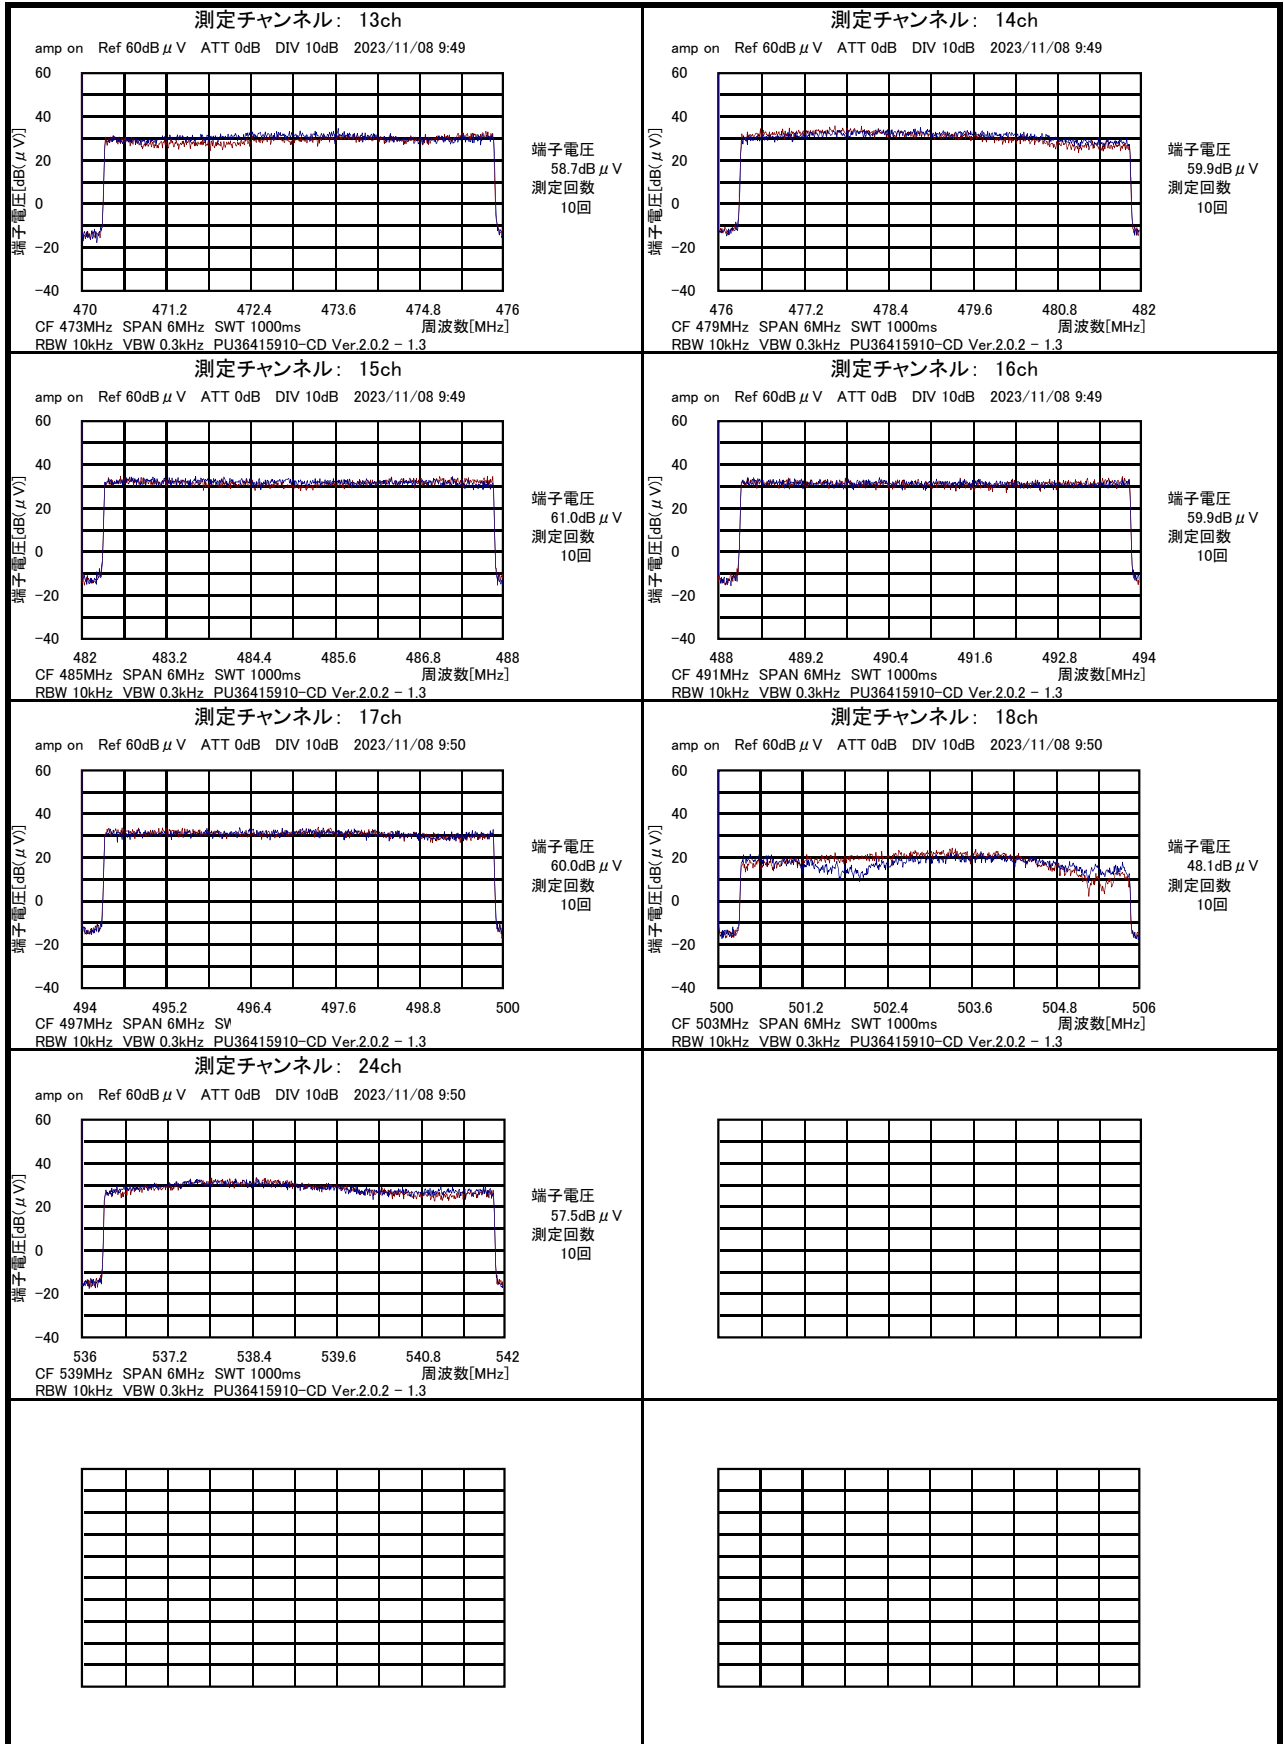 測定チャンネル： 13ch
amp on Ref 60dBμV ATT 0dB DIV 10dB 2023/11/08 9:49
60
40
20
0
-20
-40
端子電圧[dB(μV)]
端子電圧
58.7dBμV
測定回数
10回
470 471.2 472.4 473.6 474.8 476
CF 473MHz SPAN 6MHz SWT 1000ms 周波数[MHz]
RBW 10kHz VBW 0.3kHz PU36415910-CD Ver.2.0.2 - 1.3
測定チャンネル： 14ch
amp on Ref 60dBμV ATT 0dB DIV 10dB 2023/11/08 9:49
60
40
20
0
-20
-40
端子電圧[dB(μV)]
端子電圧
59.9dBμV
測定回数
10回
476 477.2 478.4 479.6 480.8 482
CF 479MHz SPAN 6MHz SWT 1000ms 周波数[MHz]
RBW 10kHz VBW 0.3kHz PU36415910-CD Ver.2.0.2 - 1.3
測定チャンネル： 15ch
amp on Ref 60dBμV ATT 0dB DIV 10dB 2023/11/08 9:49
60
40
20
0
-20
-40
端子電圧[dB(μV)]
端子電圧
61.0dBμV
測定回数
10回
482 483.2 484.4 485.6 486.8 488
CF 485MHz SPAN 6MHz SWT 1000ms 周波数[MHz]
RBW 10kHz VBW 0.3kHz PU36415910-CD Ver.2.0.2 - 1.3
測定チャンネル： 16ch
amp on Ref 60dBμV ATT 0dB DIV 10dB 2023/11/08 9:49
60
40
20
0
-20
-40
端子電圧[dB(μV)]
端子電圧
59.9dBμV
測定回数
10回
488 489.2 490.4 491.6 492.8 494
CF 491MHz SPAN 6MHz SWT 1000ms 周波数[MHz]
RBW 10kHz VBW 0.3kHz PU36415910-CD Ver.2.0.2 - 1.3
測定チャンネル： 17ch
amp on Ref 60dBμV ATT 0dB DIV 10dB 2023/11/08 9:50
60
40
20
0
-20
-40
端子電圧[dB(μV)]
端子電圧
60.0dBμV
測定回数
10回
494 495.2 496.4 497.6 498.8 500
CF 497MHz SPAN 6MHz SW
RBW 10kHz VBW 0.3kHz PU36415910-CD Ver.2.0.2 - 1.3
測定チャンネル： 18ch
amp on Ref 60dBμV ATT 0dB DIV 10dB 2023/11/08 9:50
60
40
20
0
-20
-40
端子電圧[dB(μV)]
端子電圧
48.1dBμV
測定回数
10回
500 501.2 502.4 503.6 504.8 506
CF 503MHz SPAN 6MHz SWT 1000ms 周波数[MHz]
RBW 10kHz VBW 0.3kHz PU36415910-CD Ver.2.0.2 - 1.3
測定チャンネル： 24ch
amp on Ref 60dBμV ATT 0dB DIV 10dB 2023/11/08 9:50
60
40
20
0
-20
-40
端子電圧[dB(μV)]
端子電圧
57.5dBμV
測定回数
10回
536 537.2 538.4 539.6 540.8 542
CF 539MHz SPAN 6MHz SWT 1000ms 周波数[MHz]
RBW 10kHz VBW 0.3kHz PU36415910-CD Ver.2.0.2 - 1.3